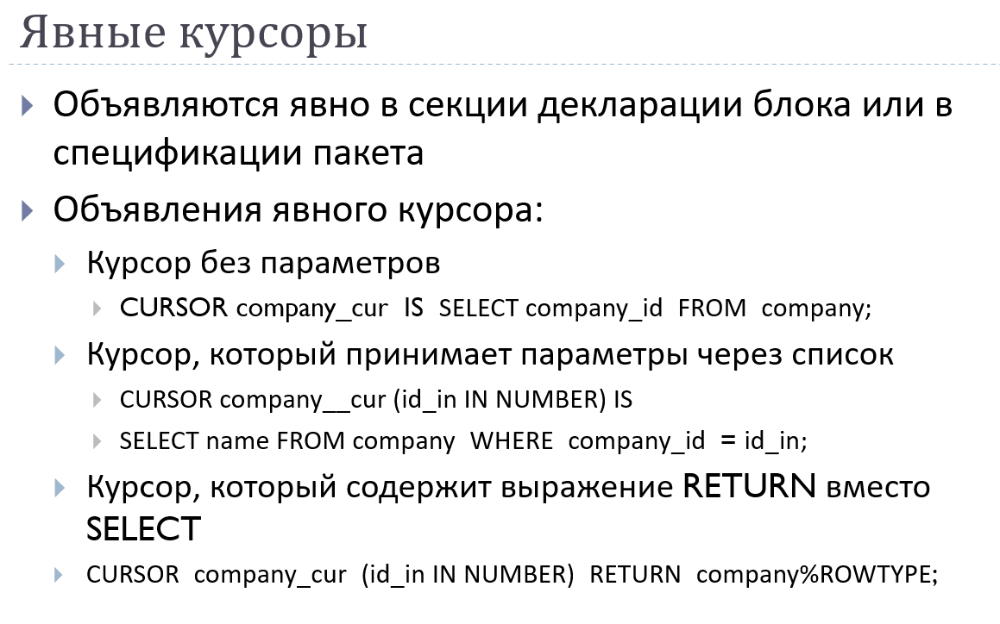 Явные курсоры
Объявляются явно в секции декларации блока или в
спецификации пакета
Объявления явного курсора:
Курсор без параметров
CURSOR company_cur IS SELECT company_id FROM company;
Курсор, который принимает параметры через список
CURSOR company__cur (id_in IN NUMBER) IS
SELECT name FROM company WHERE company_id = id_in;
Курсор, который содержит выражение RETURN вместо
SELECT
CURSOR company_cur (id_in IN NUMBER) RETURN company%ROWTYPE;